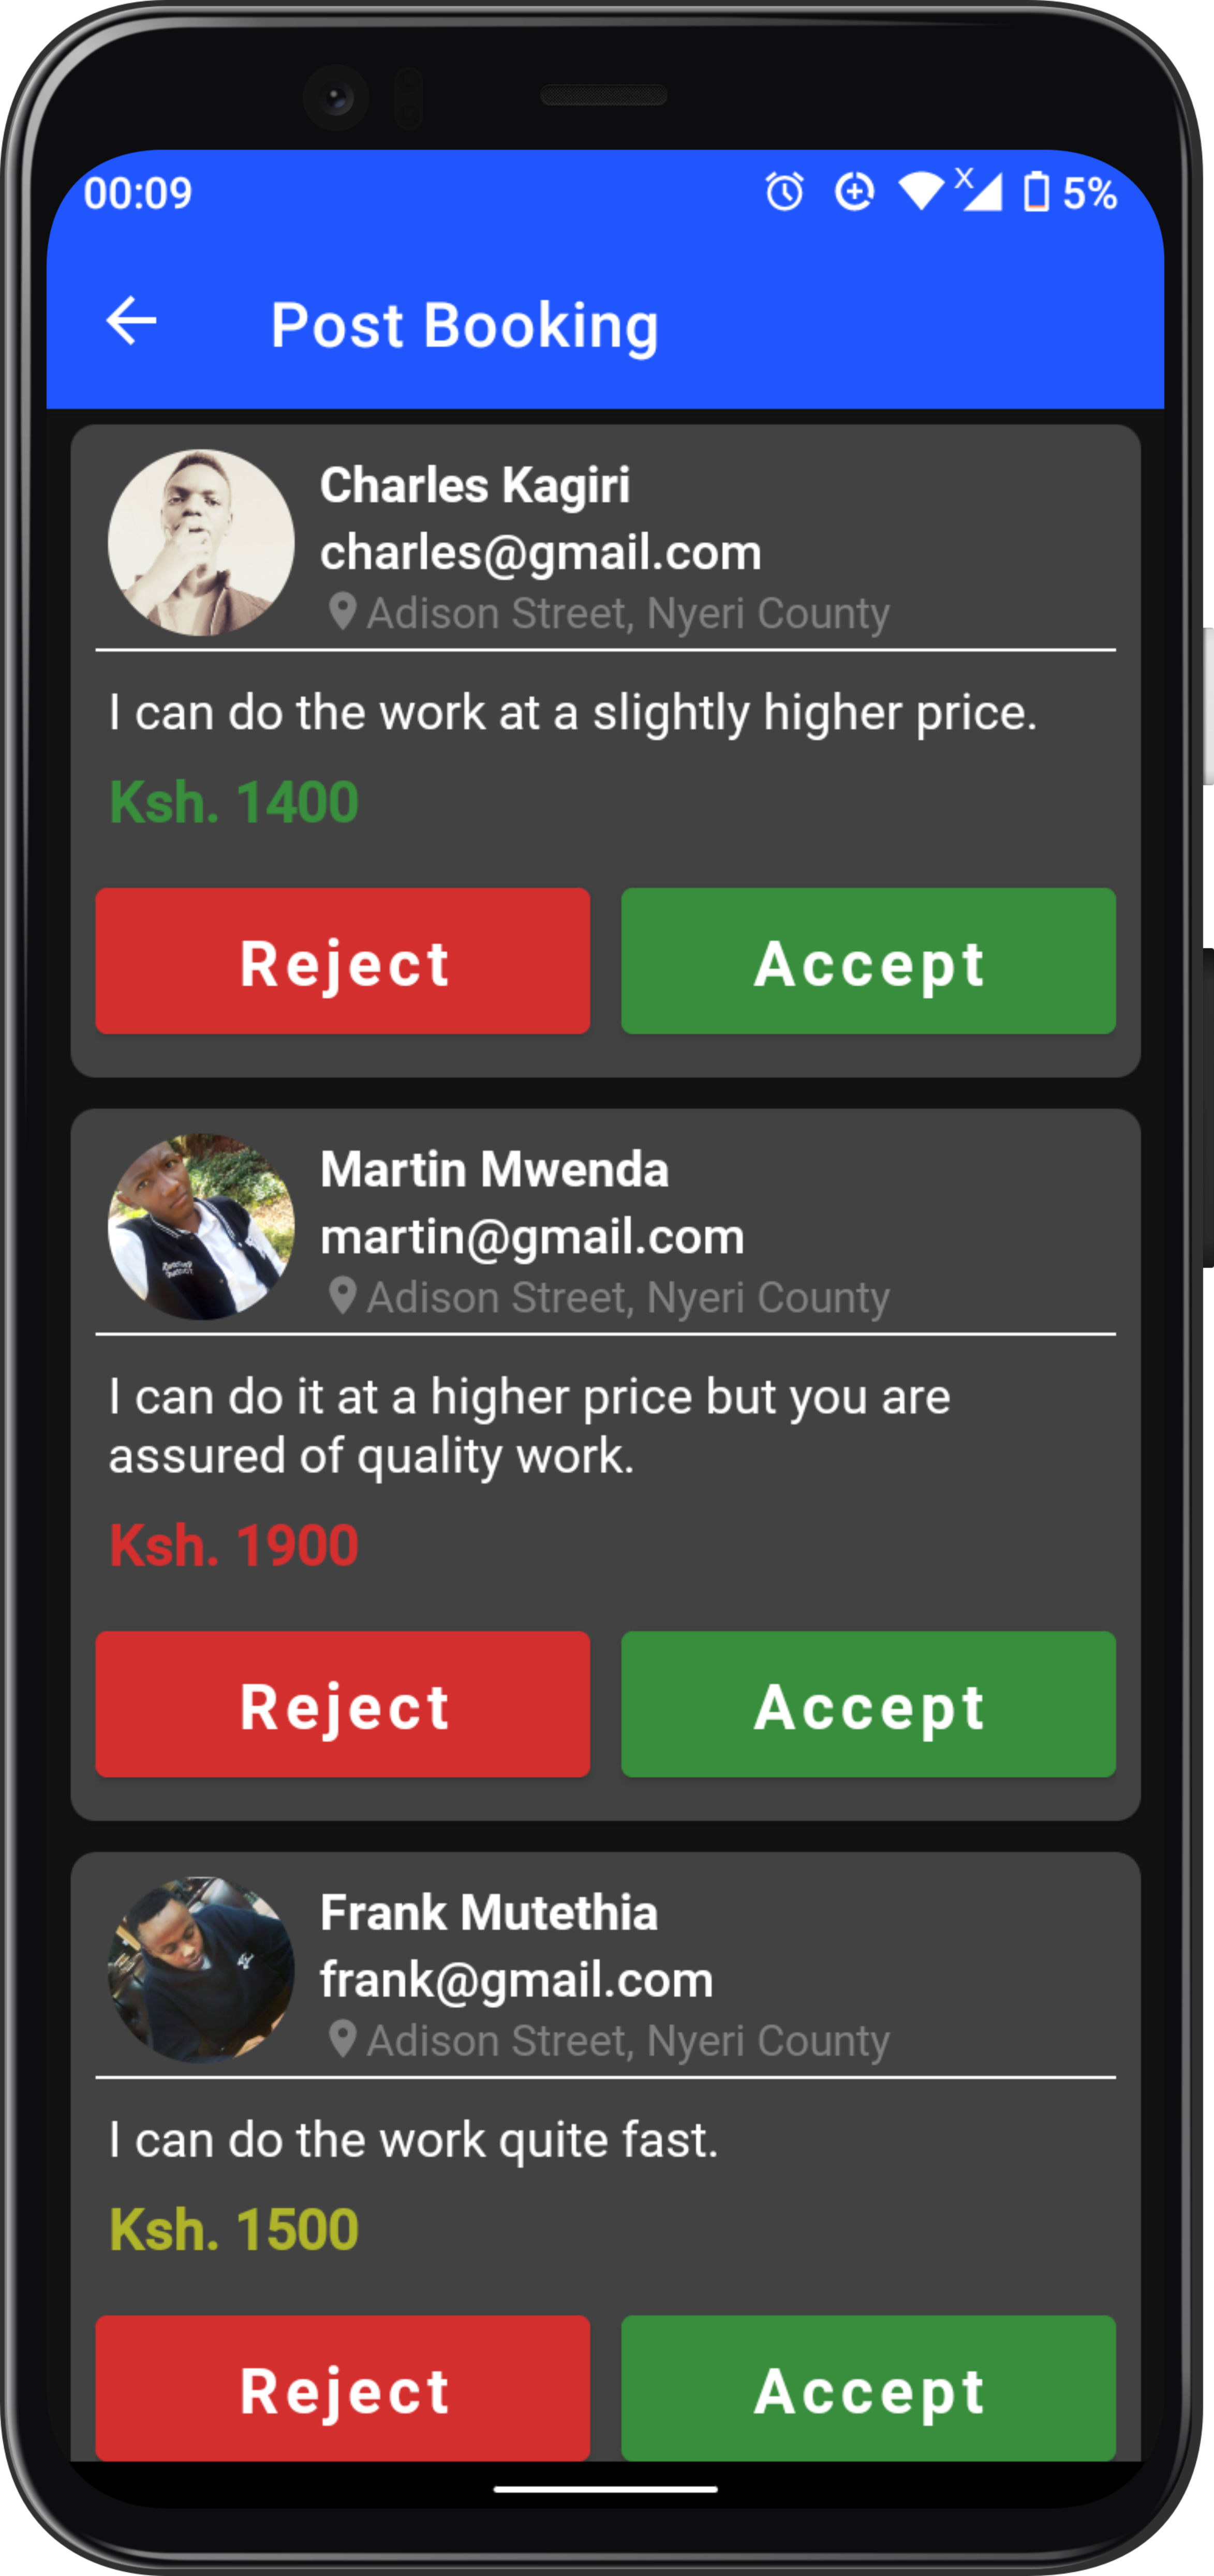 00:09
X
5%
Post Booking
Charles Kagiri
charles@gmail.com
Adison Street, Nyeri County
I can do the work at a slightly higher price.
Ksh. 1400
Reject Accept
Martin Mwenda
martin@gmail.com
Adison Street, Nyeri County
I can do it at a higher price but you are
assured of quality work.
Ksh. 1900
Reject Accept
Frank Mutethia
frank@gmail.com
Adison Street, Nyeri County
I can do the work quite fast.
Ksh. 1500
Reject Accept